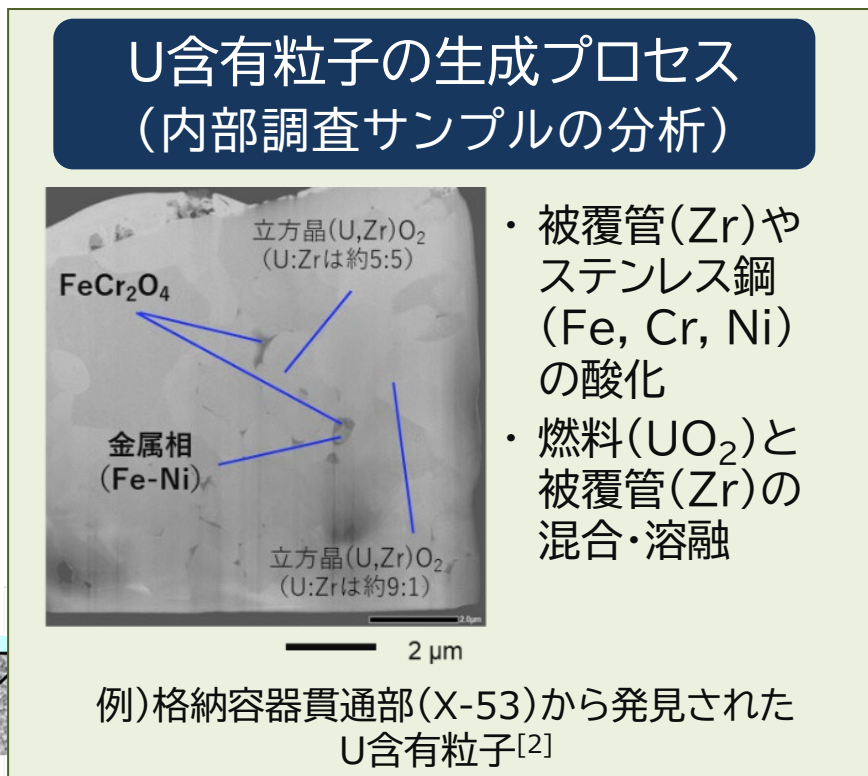 U含有粒子の生成プロセス
（内部調査サンプルの分析）
立方晶(U,Zr)O₂
(U:Zrは約5:5)
FeCr₂O₄
金属相
(Fe-Ni)
立方晶(U,Zr)O₂
(U:Zrは約9:1)
2.0μm
2 μm
・ 被覆管(Zr)や
ステンレス鋼
(Fe, Cr, Ni)
の酸化
・ 燃料(UO₂)と
被覆管(Zr)の
混合・溶融
例）格納容器貫通部(X-53)から発見された
U含有粒子[2]